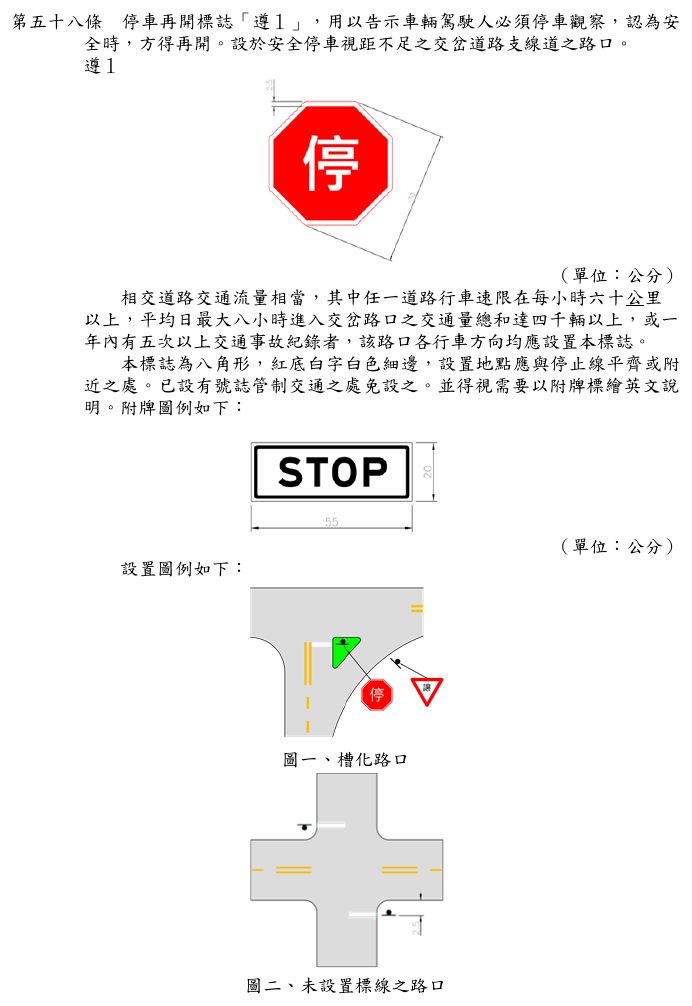 第五十八條　停車再開標誌「遵１」，用以告示車輛駕駛人必須停車觀察，認為安
全時，方得再開。設於安全停車視距不足之交岔道路支線道之路口。
遵１
2.5
停
75
（單位：公分）
相交道路交通流量相當，其中任一道路行車速限在每小時六十公里
以上，平均日最大八小時進入交岔路口之交通量總和達四千輛以上，或一
年內有五次以上交通事故紀錄者，該路口各行車方向均應設置本標誌。
本標誌為八角形，紅底白字白色細邊，設置地點應與停止線平齊或附
近之處。已設有號誌管制交通之處免設之。並得視需要以附牌標繪英文說
明。附牌圖例如下：
STOP
20
55
（單位：公分）
設置圖例如下：
停
讓
圖一、槽化路口
2.5
圖二、未設置標線之路口